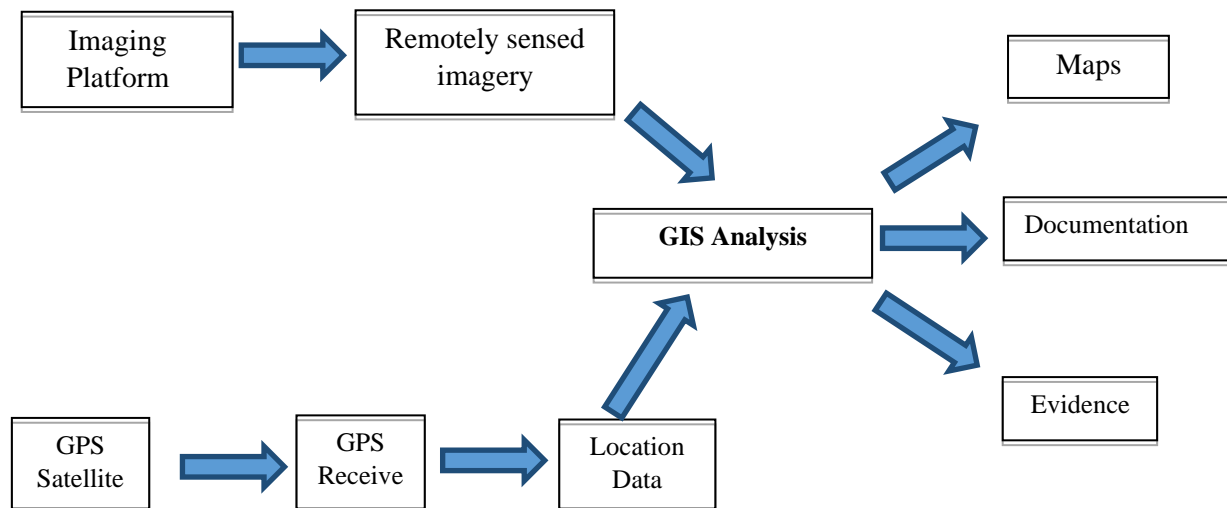 Imaging
Platform
Remotely sensed
imagery
Maps
GIS Analysis
Documentation
Evidence
GPS
Satellite
GPS
Receive
Location
Data